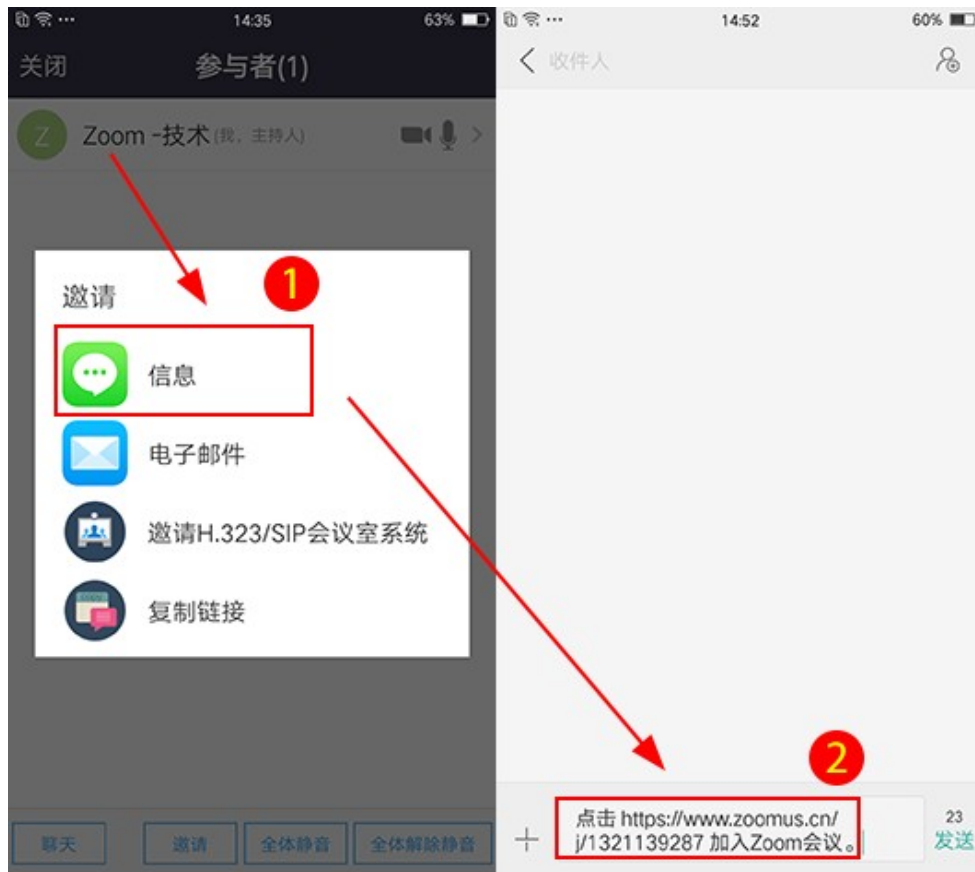 14:35
63%
关闭
参与者(1)
Z
Zoom -技术(我，主持人)
邀请
1
信息
电子邮件
邀请H.323/SIP会议室系统
复制链接
聊天
邀请
全体静音
全体解除静音
14:52
60%
收件人
2
点击 https://www.zoomus.cn/
j/1321139287 加入Zoom会议。
23
发送